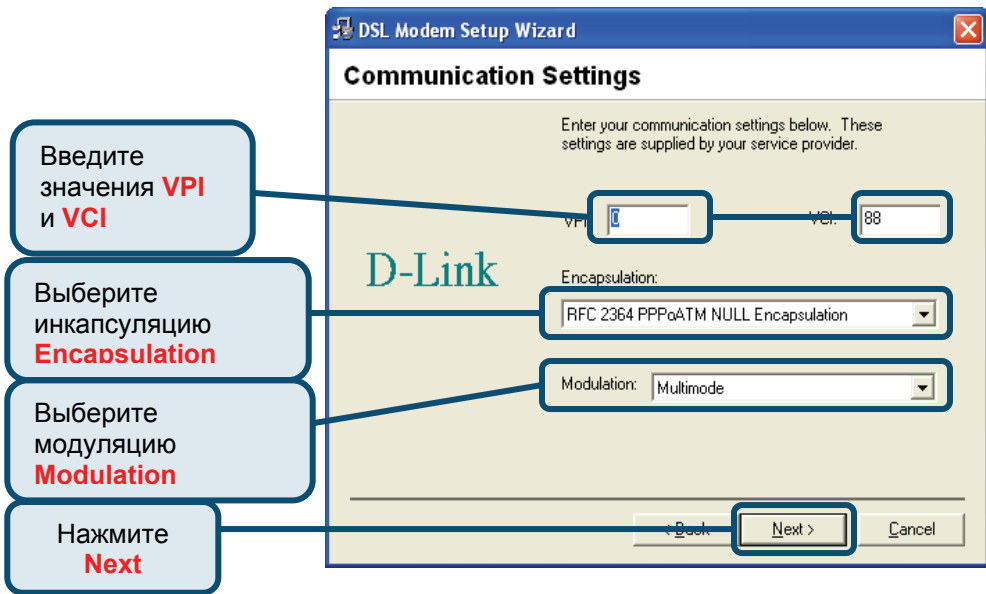 DSL Modem Setup Wizard
Communication Settings
Enter your communication settings below. These
settings are supplied by your service provider.
Введите
значения VPI
и VCI
VPI: 0
VCI: 88
D-Link
Выберите
инкапсуляцию
Encapsulation
Encapsulation:
RFC 2364 PPPoATM NULL Encapsulation
Выберите
модуляцию
Modulation
Modulation: Multimode
Нажмите
Next
< Back
Next >
Cancel